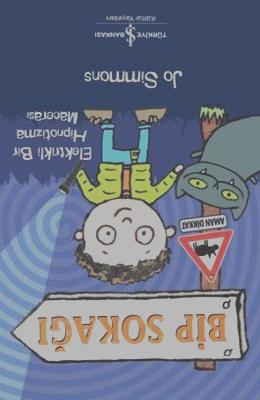 BİP SOKAĞI
AMAN DİKKAT
Elektrikli Bir
Hipnotizma
Macerası
Jo Simmons
TÜRKİYE İŞ BANKASI
Kültür Yayınları